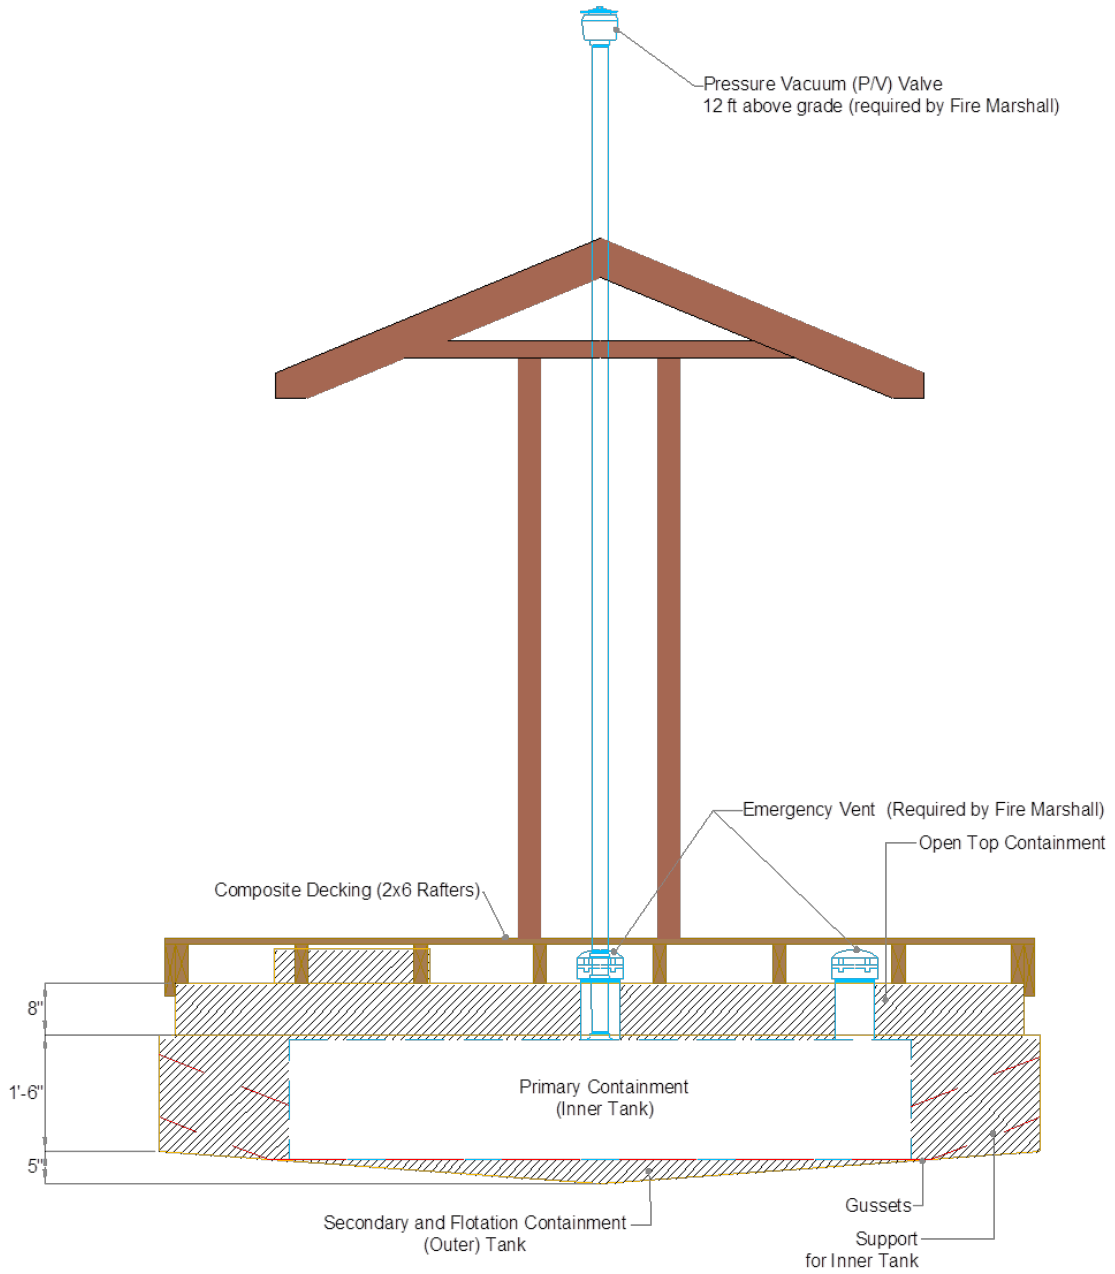 Pressure Vacuum (P/V) Valve
12 ft above grade (required by Fire Marshall)
Emergency Vent (Required by Fire Marshall)
Open Top Containment
Composite Decking (2x6 Rafters)
8"
1'-6"
5"
Primary Containment
(Inner Tank)
Gussets
Secondary and Flotation Containment
(Outer) Tank
Support
for Inner Tank